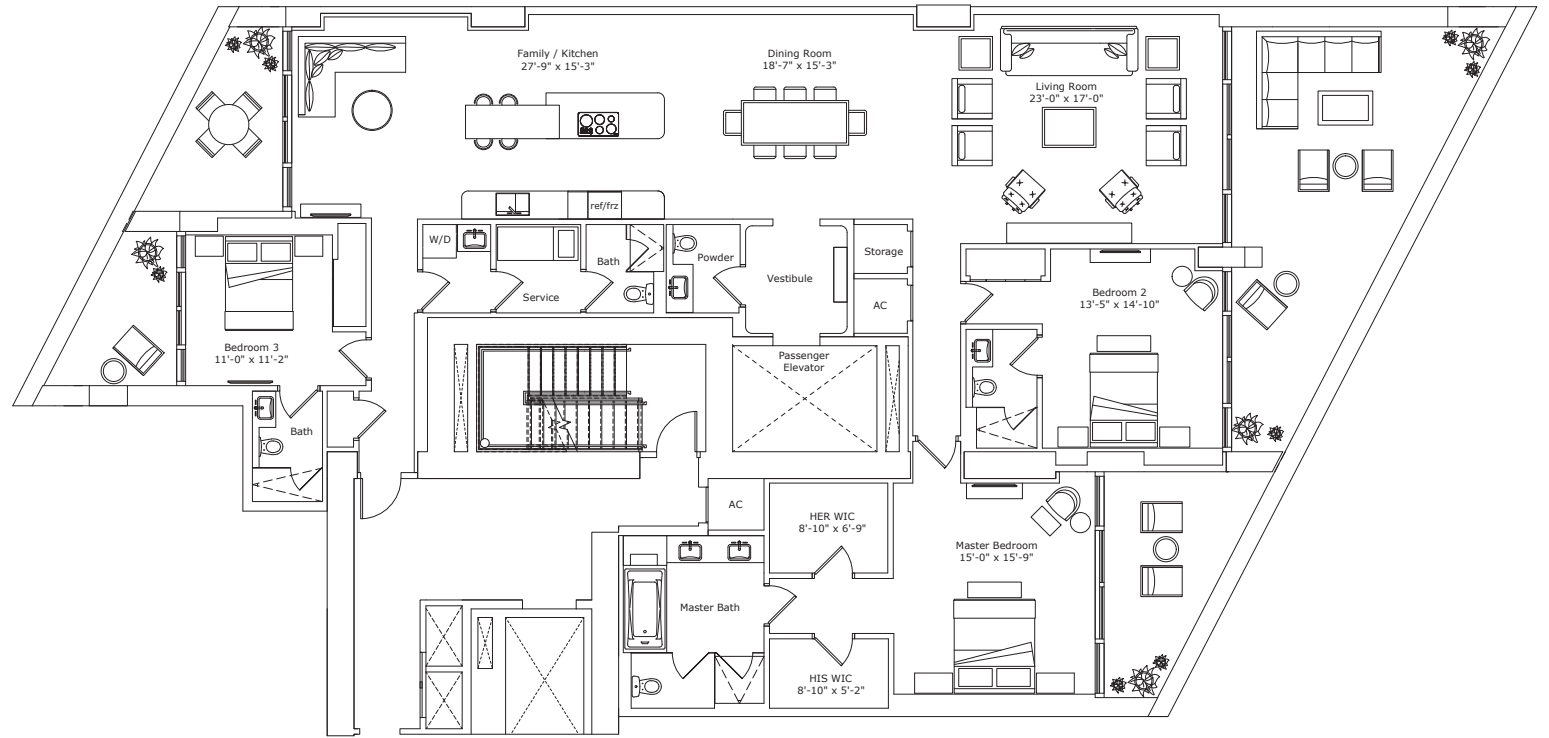 Family / Kitchen
27'-9" x 15'-3"
Dining Room
18'-7" x 15'-3"
Living Room
23'-0" x 17'-0"
ref/frz
W/D
Bath
Powder
Service
Vestibule
Storage
AC
Bedroom 2
13'-5" x 14'-10"
Bedroom 3
11'-0" x 11'-2"
Passenger
Elevator
Bath
AC
HER WIC
8'-10" x 6'-9"
Master Bedroom
15'-0" x 15'-9"
Master Bath
HIS WIC
8'-10" x 5'-2"